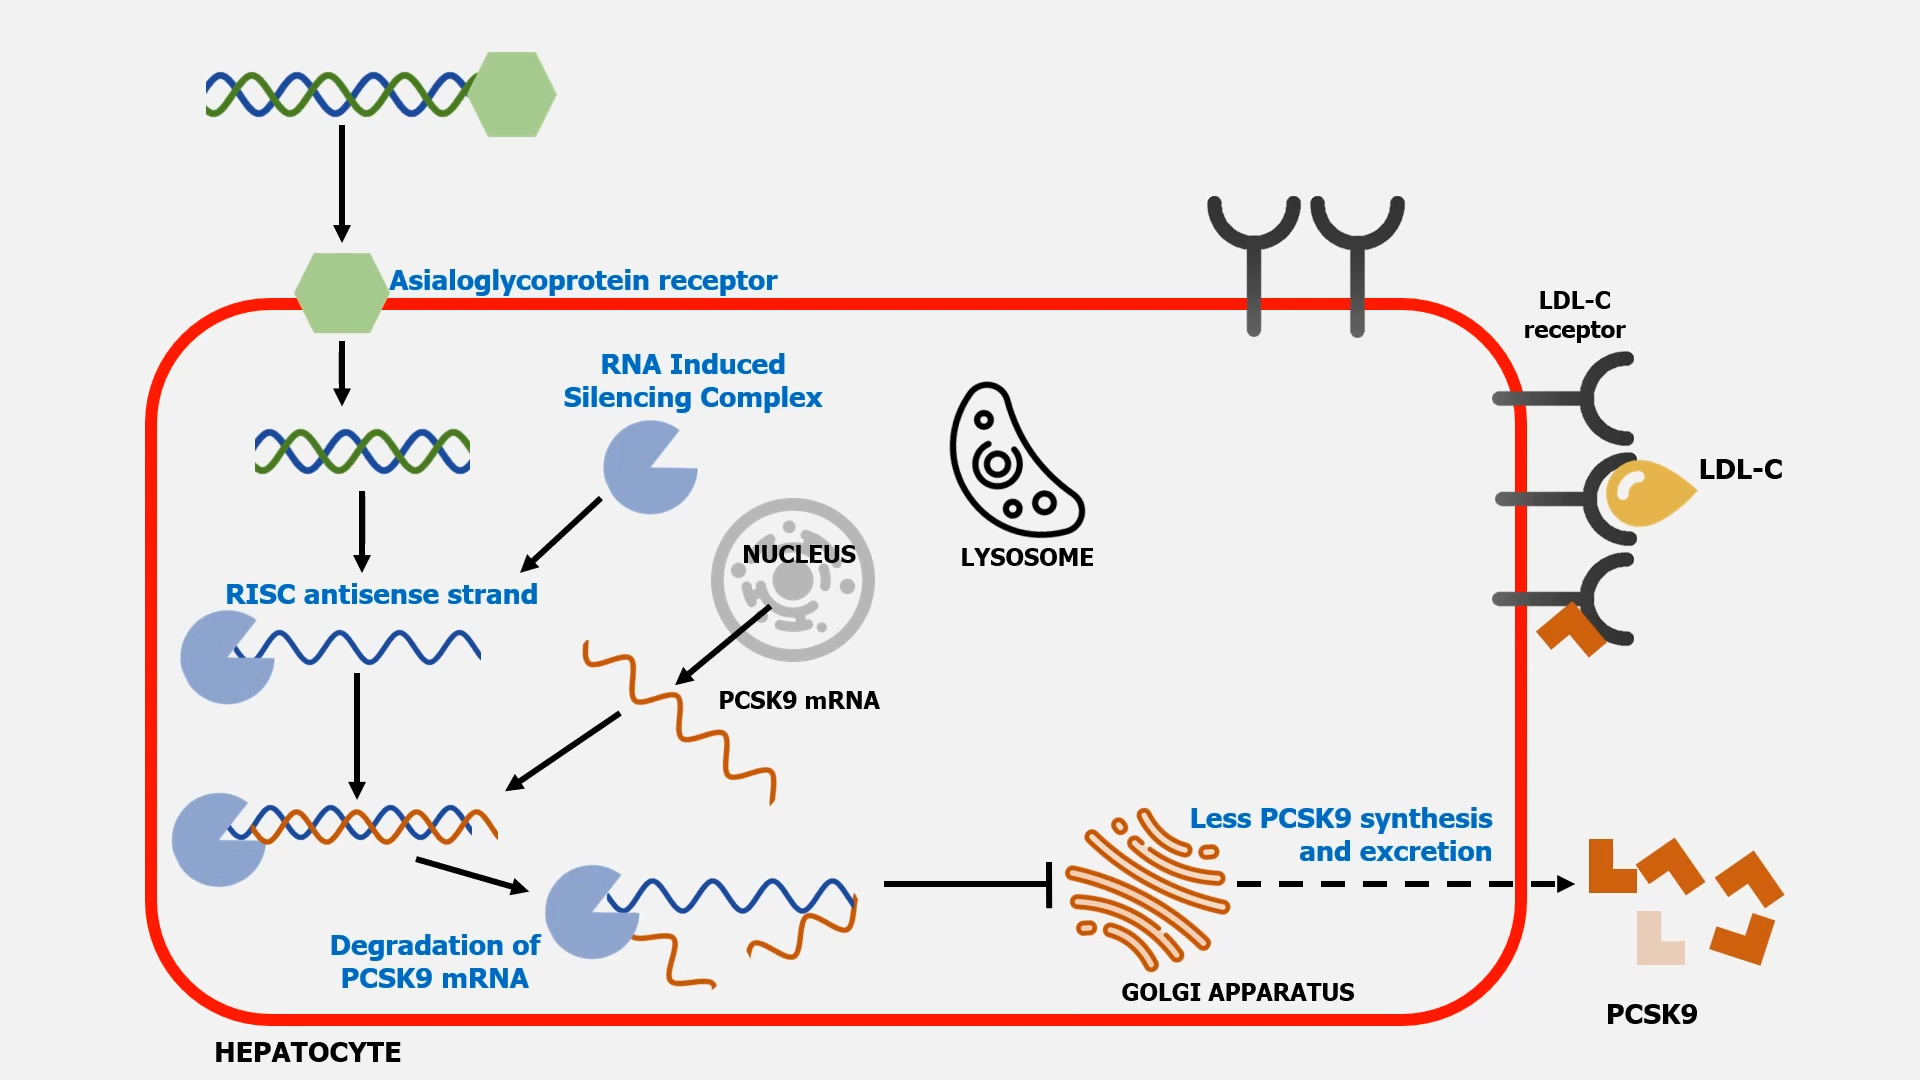 Asialoglycoprotein receptor
LDL-C
receptor
RNA Induced
Silencing Complex
LDL-C
NUCLEUS
LYSOSOME
RISC antisense strand
PCSK9 mRNA
Less PCSK9 synthesis
and excretion
Degradation of
PCSK9 mRNA
GOLGI APPARATUS
PCSK9
HEPATOCYTE